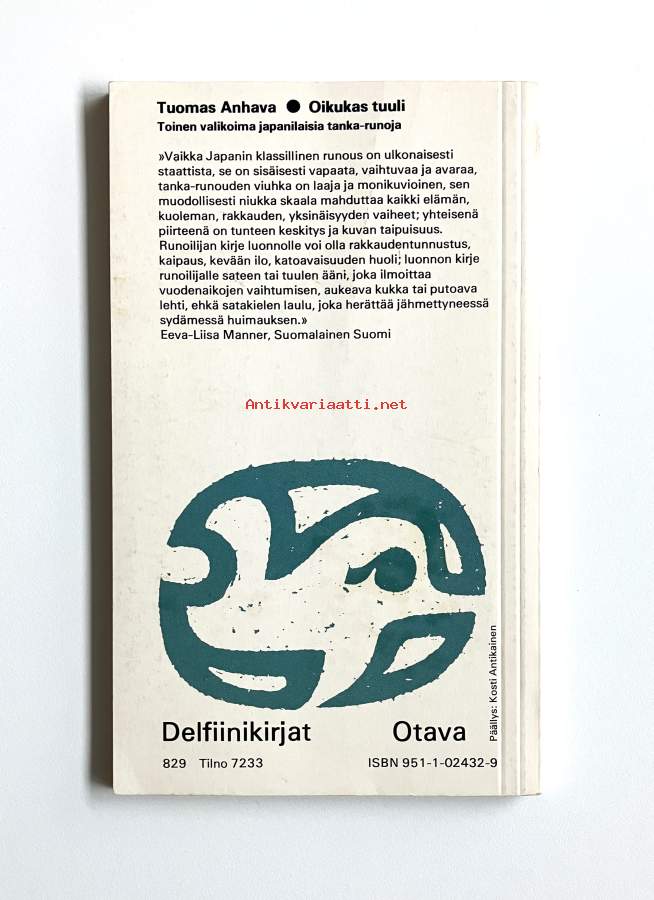 Tuomas Anhava ● Oikukas tuuli
Toinen valikoima japanilaisia tanka-runoja
»Vaikka Japanin klassillinen runous on ulkonaisesti
staattista, se on sisäisesti vapaata, vaihtuvaa ja avaraa,
tanka-runouden viuhka on laaja ja monikuvioinen, sen
muodollisesti niukka skaala mahduttaa kaikki elämän,
kuoleman, rakkauden, yksinäisyyden vaiheet; yhteisenä
piirteenä on tunteen keskitys ja kuvan taipuisuus.
Runoilijan kirje luonnolle voi olla rakkaudentunnustus,
kaipaus, kevään ilo, katoavaisuuden huoli; luonnon kirje
runoilijalle sateen tai tuulen ääni, joka ilmoittaa
vuodenaikojen vaihtumisen, aukeava kukka tai putoava
lehti, ehkä satakielen laulu, joka herättää jähmettyneessä
sydämessä huimauksen.»
Eeva-Liisa Manner, Suomalainen Suomi
Antikvariaatti.net
Päällys: Kosti Antikainen
Delfiinikirjat Otava
829 Tilno 7233 ISBN 951-1-02432-9